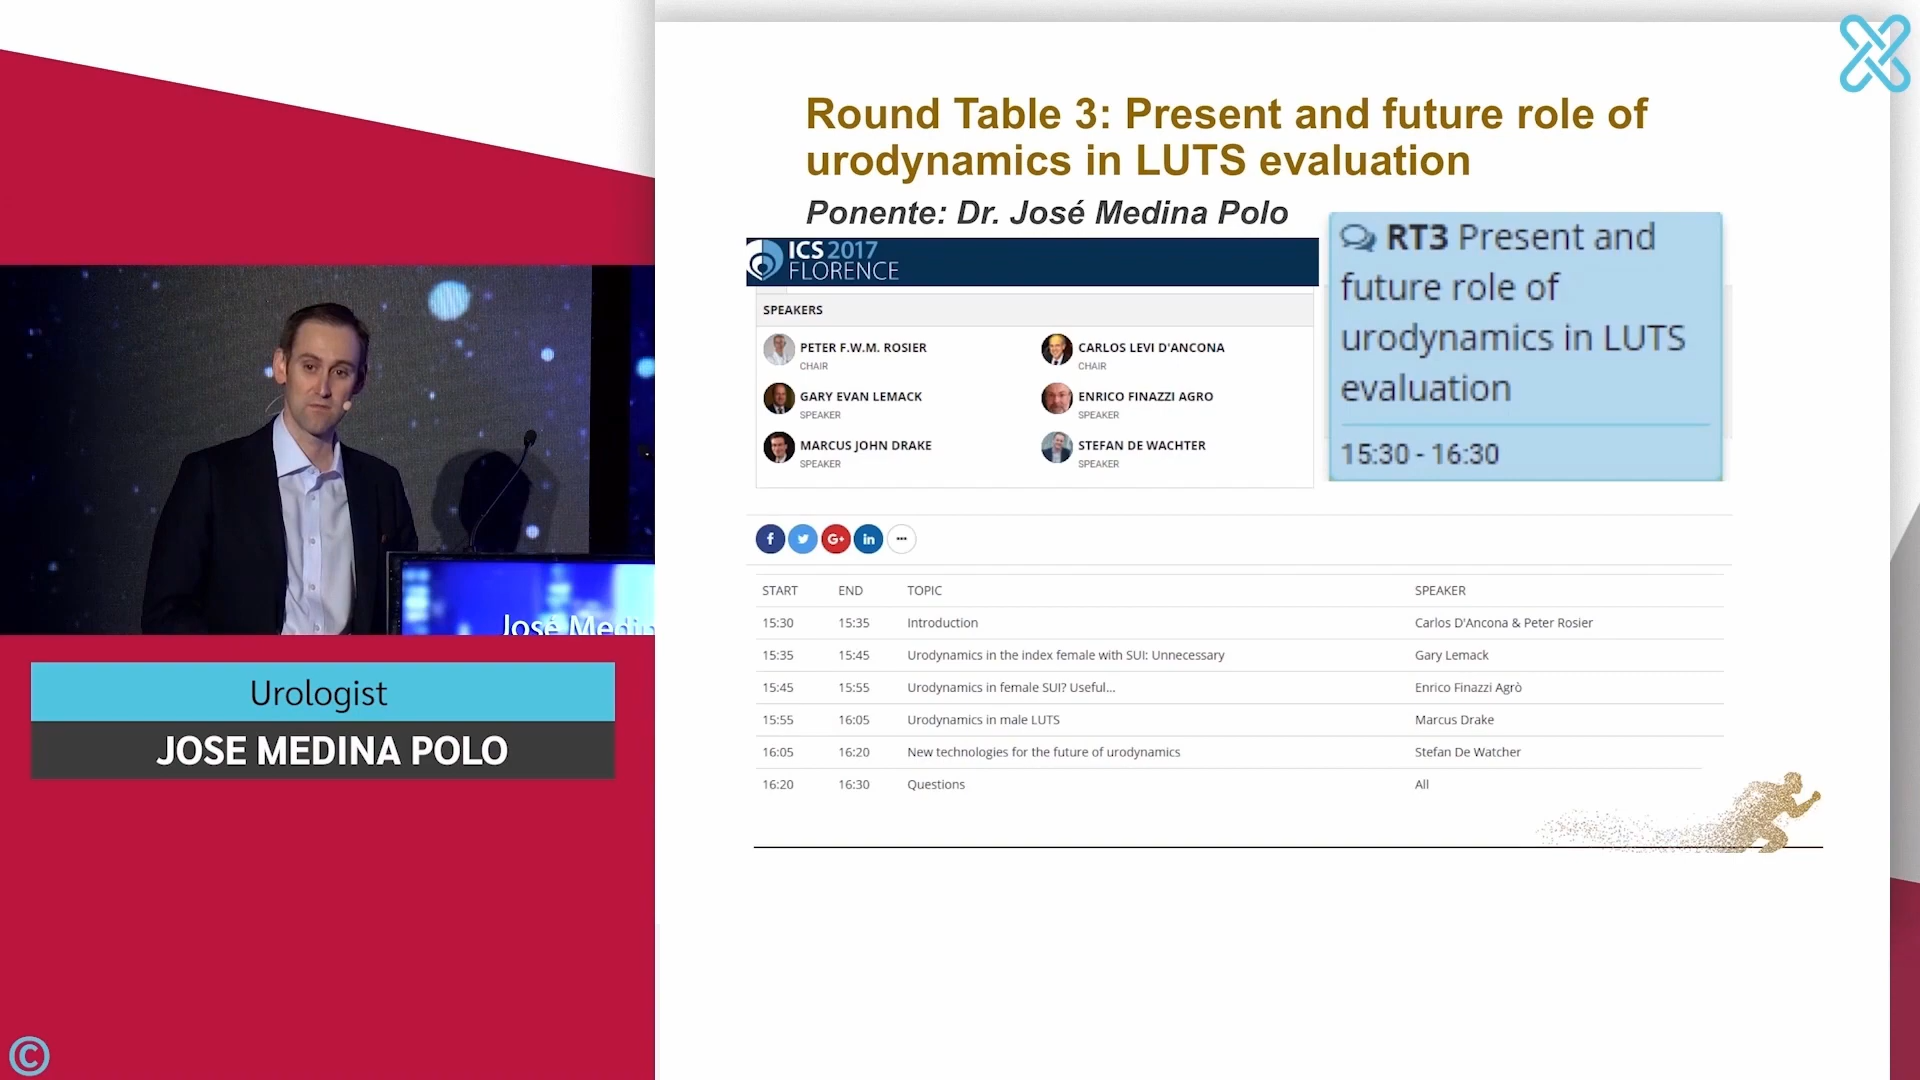 Round Table 3: Present and future role of
urodynamics in LUTS evaluation
Ponente: Dr. José Medina Polo
ICS 2017
FLORENCE
SPEAKERS
PETER F.W.M. ROSIER
CHAIR
CARLOS LEVI D'ANCONA
CHAIR
GARY EVAN LEMACK
SPEAKER
ENRICO FINAZZI AGRO
SPEAKER
MARCUS JOHN DRAKE
SPEAKER
STEFAN DE WACHTER
SPEAKER
RT3 Present and
future role of
urodynamics in LUTS
evaluation
15:30 - 16:30
f G+ in
START END TOPIC SPEAKER
15:30 15:35 Introduction Carlos D'Ancona & Peter Rosier
15:35 15:45 Urodynamics in the index female with SUI: Unnecessary Gary Lemack
15:45 15:55 Urodynamics in female SUI? Useful... Enrico Finazzi Agrò
15:55 16:05 Urodynamics in male LUTS Marcus Drake
16:05 16:20 New technologies for the future of urodynamics Stefan De Watcher
16:20 16:30 Questions All
José Medin
Urologist
JOSE MEDINA POLO
©